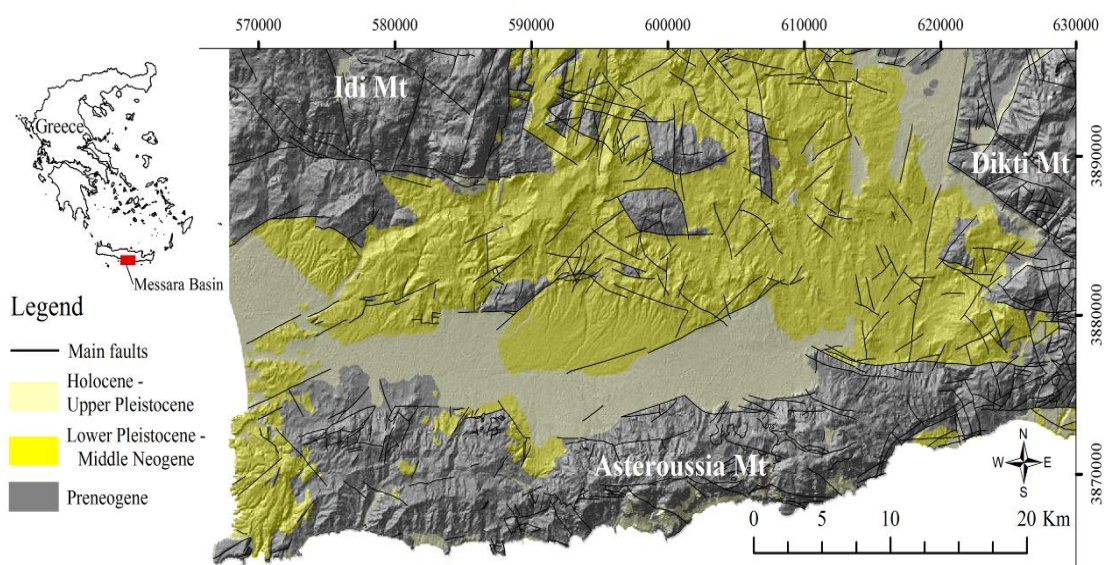 570000 580000 590000 600000 610000 620000 630000
Idi Mt
Greece
Dikti Mt
3890000
Messara Basin
Legend
3880000
Main faults
Holocene -
Upper Pleistocene
Lower Pleistocene -
Middle Neogene
Preneogene
Asteroussia Mt
N
W E
S
3870000
0 5 10 20 Km